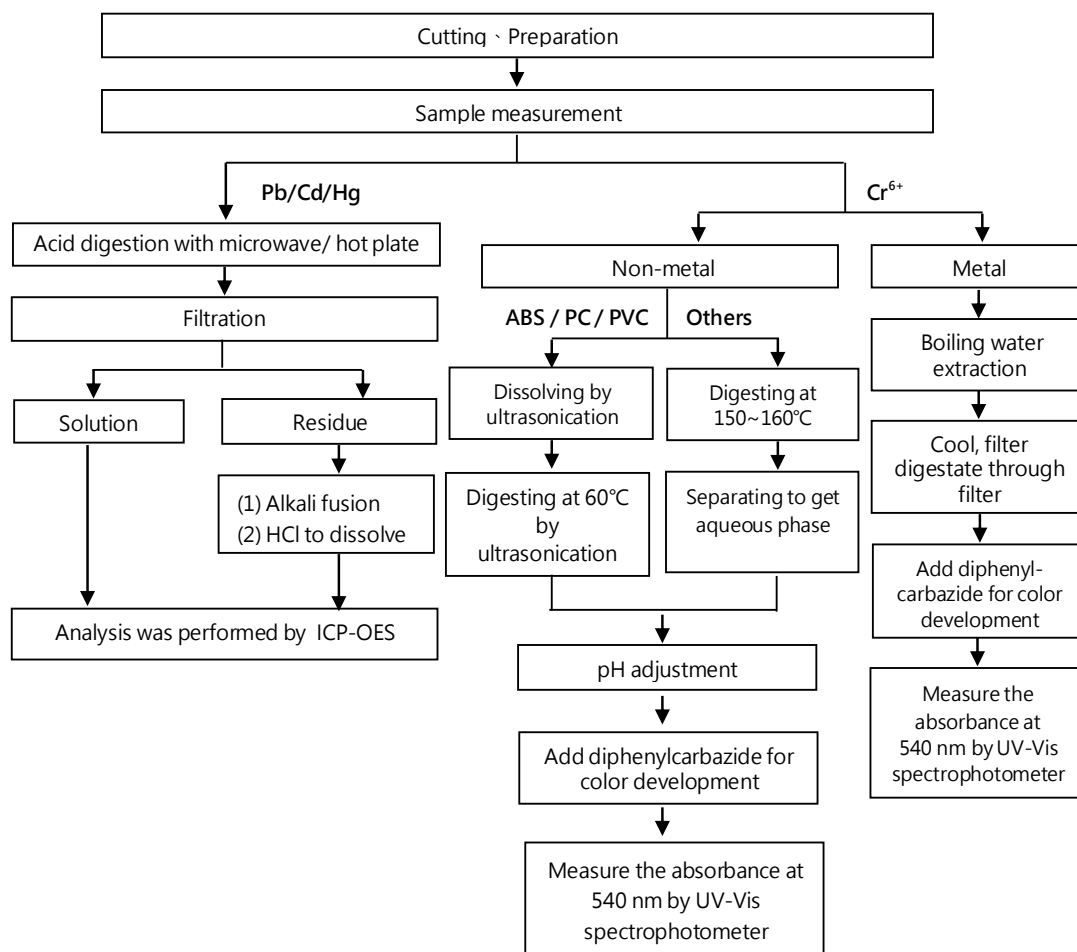 Cutting、Preparation
Sample measurement
Pb/Cd/Hg
Cr⁶⁺
Acid digestion with microwave/ hot plate
Non-metal
Metal
Filtration
ABS / PC / PVC
Others
Boiling water
extraction
Solution
Residue
Dissolving by
ultrasonication
Digesting at
150~160℃
Cool, filter
digestate through
filter
(1) Alkali fusion
(2) HCl to dissolve
Digesting at 60℃
by
ultrasonication
Separating to get
aqueous phase
Add diphenyl-
carbazide for color
development
Analysis was performed by ICP-OES
pH adjustment
Measure the
absorbance at
540 nm by UV-Vis
spectrophotometer
Add diphenylcarbazide for
color development
Measure the absorbance at
540 nm by UV-Vis
spectrophotometer